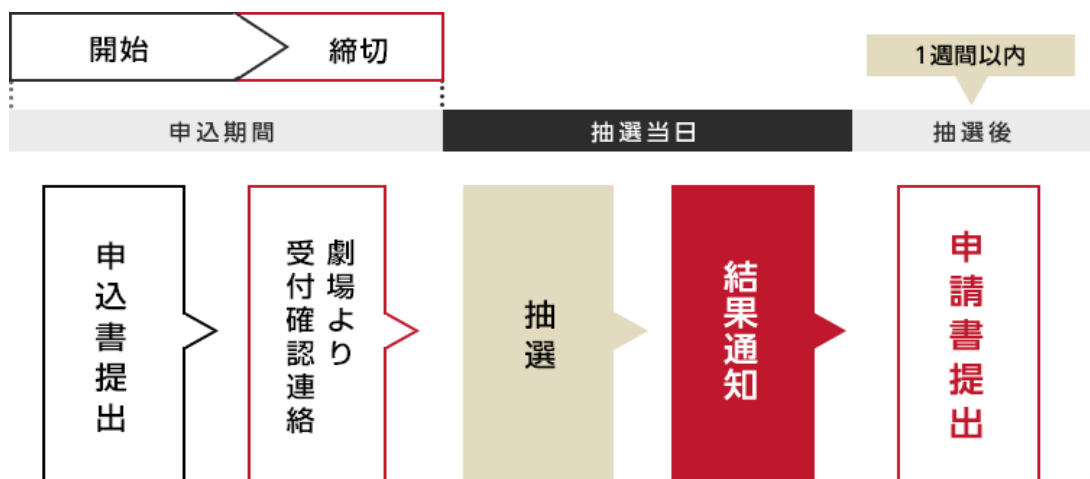 開始
締切
1週間以内
申込期間
抽選当日
抽選後
申込書提出
劇場より
受付確認連絡
抽選
結果通知
申請書提出